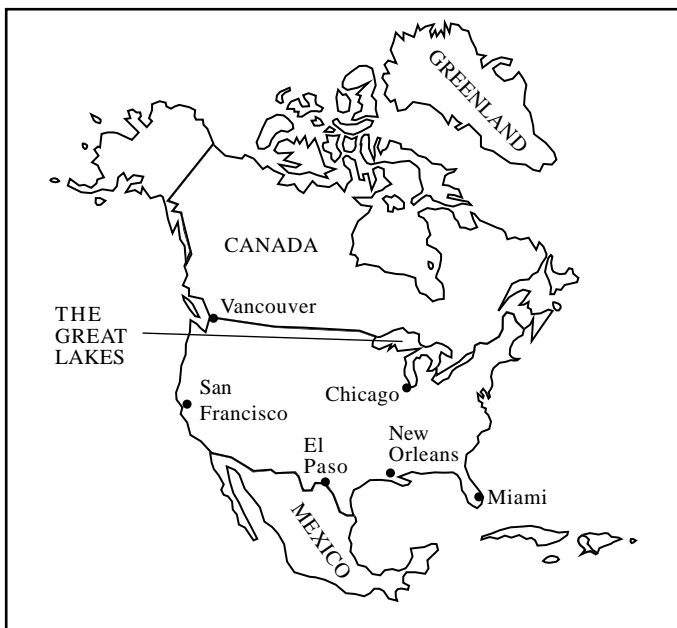 GREENLAND
CANADA
Vancouver
THE
GREAT
LAKES
San
Francisco
Chicago
El
Paso
New
Orleans
Miami
MEXICO